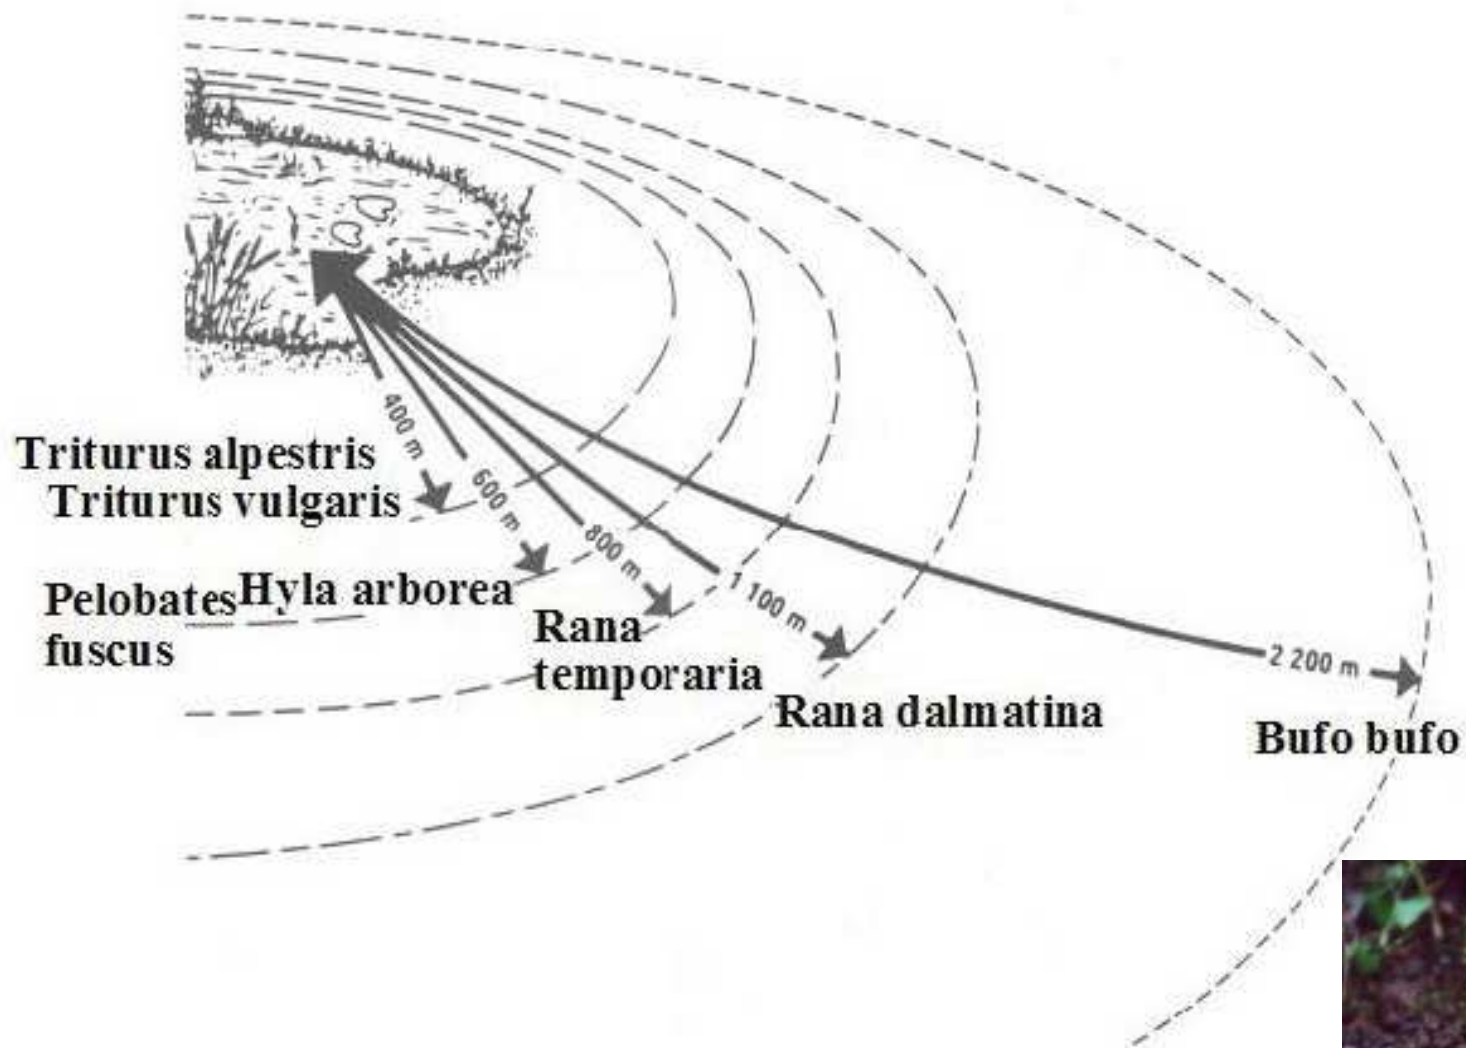 400 m
Triturus alpestris
Triturus vulgaris
600 m
800 m
Pelobates
fuscus
Hyla arborea
1 100 m
Rana
temporaria
2 200 m
Rana dalmatina
Bufo bufo